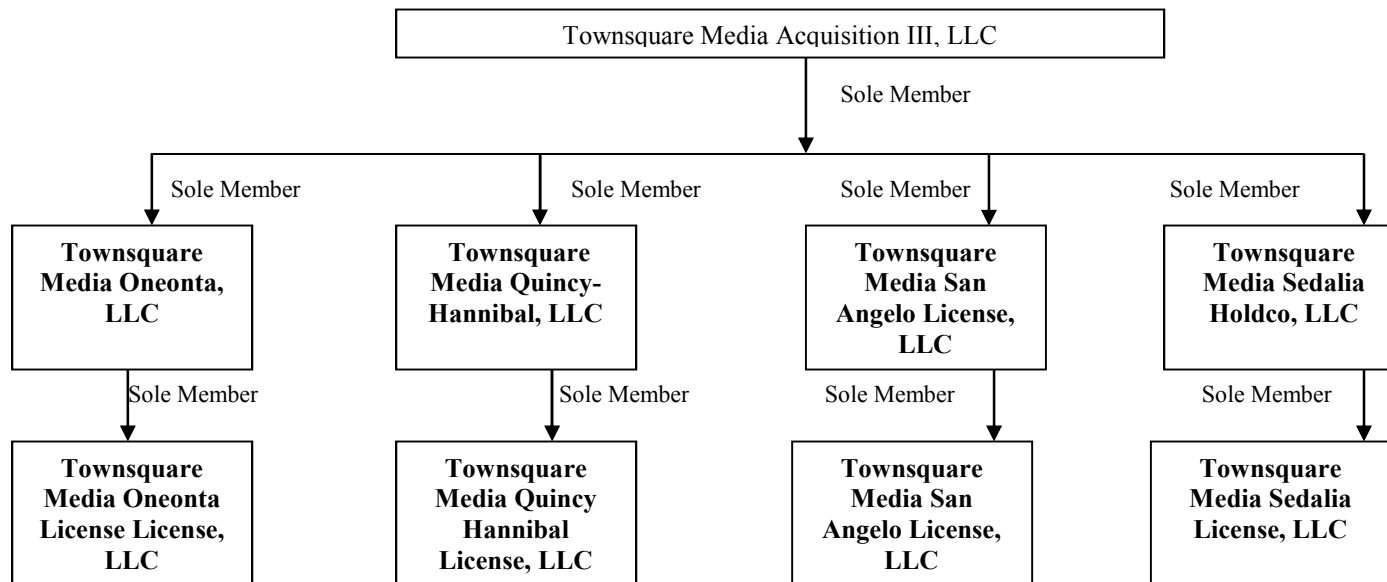 Townsquare Media Acquisition III, LLC
Sole Member
Sole Member
Sole Member
Sole Member
Sole Member
Townsquare
Media Oneonta,
LLC
Townsquare
Media Quincy-
Hannibal, LLC
Townsquare
Media San
Angelo License,
LLC
Townsquare
Media Sedalia
Holdco, LLC
Sole Member
Sole Member
Sole Member
Sole Member
Townsquare
Media Oneonta
License License,
LLC
Townsquare
Media Quincy
Hannibal
License, LLC
Townsquare
Media San
Angelo License,
LLC
Townsquare
Media Sedalia
License, LLC